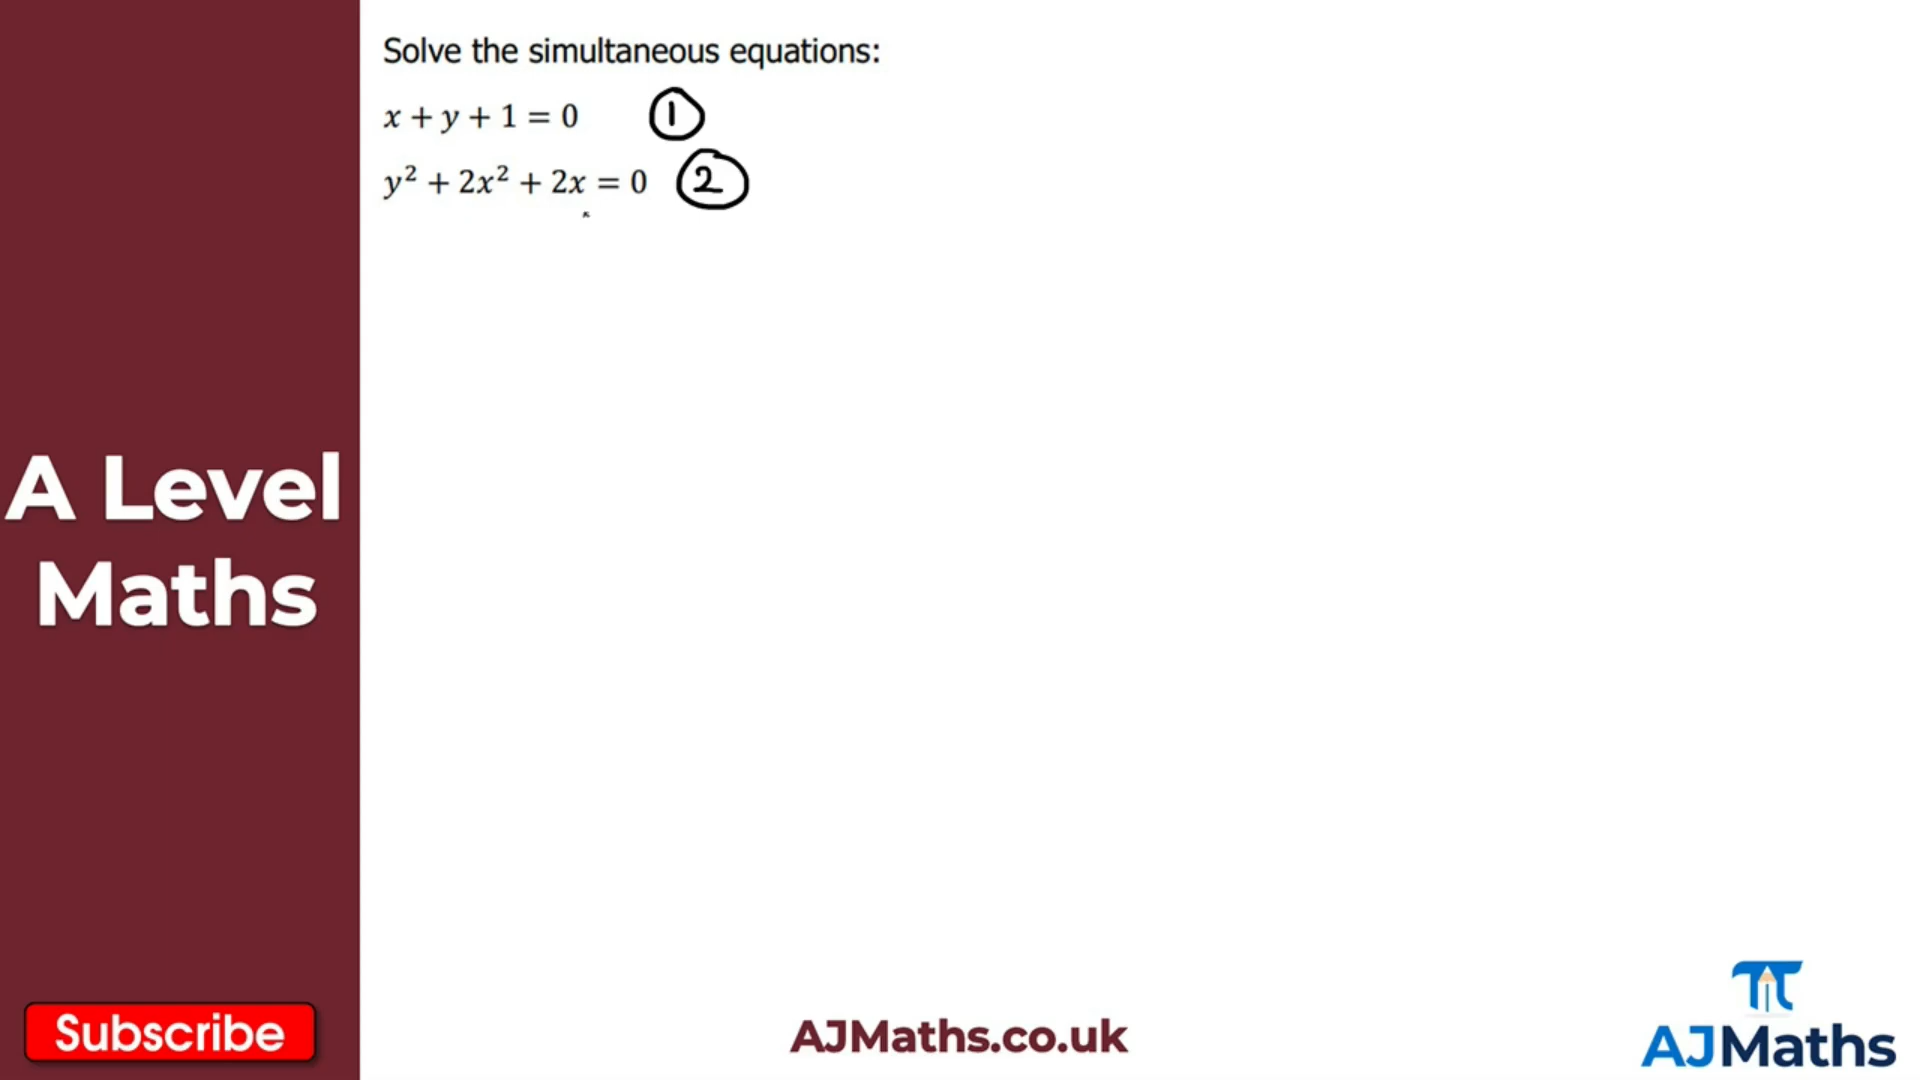 Solve the simultaneous equations:
x + y + 1 = 0 ①
y² + 2x² + 2x = 0 ②
A Level
Maths
Subscribe
AJMaths.co.uk
AJMaths